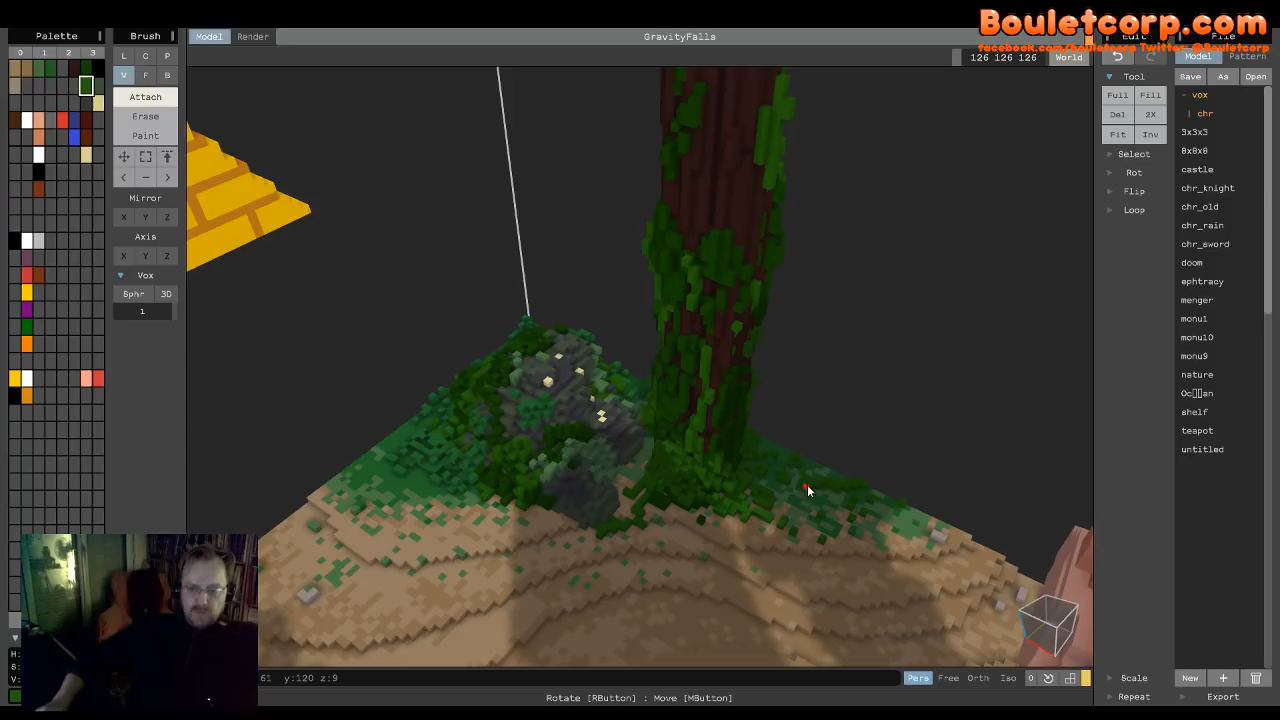 Bouletcorp.com
facebook.com/bouletcorp Twitter: @Bouletcorp
Palette
Brush
Model
Render
GravityFalls
Edit
File
0 1 2 3
L C P
V F B
126 126 126
World
Tool
Model
Pattern
Attach
Erase
Paint
Full
Fill
Del
2X
Fit
Inv
Save
As
Open
- vox
| chr
3x3x3
8x8x8
castle
chr_knight
chr_old
chr_rain
chr_sword
doom
ephtracy
menger
monu1
monu10
monu9
nature
Oc▯▯an
shelf
teapot
untitled
Select
Rot
Flip
Loop
Mirror
X Y Z
Axis
X Y Z
Vox
Sphr
3D
1
H:
S:
V:
61 y:120 z:9
Pers
Free
Orth
Iso
0
Rotate [RButton] : Move [MButton]
Scale
Repeat
New
+
Export